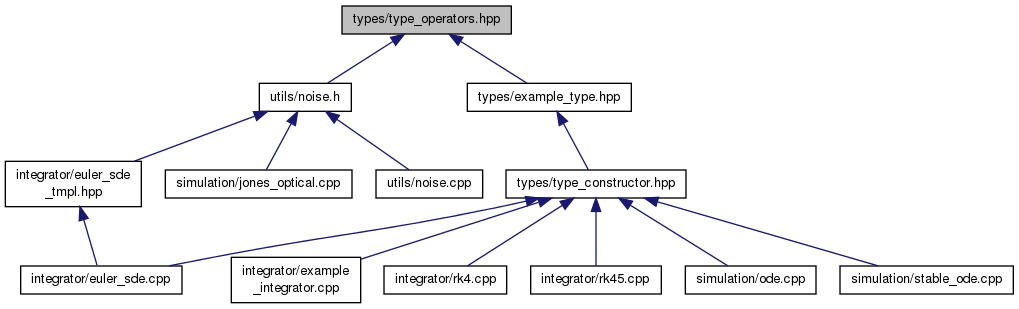 types/type_operators.hpp
utils/noise.h
types/example_type.hpp
integrator/euler_sde
_tmpl.hpp
simulation/jones_optical.cpp
utils/noise.cpp
types/type_constructor.hpp
integrator/euler_sde.cpp
integrator/example
_integrator.cpp
integrator/rk4.cpp
integrator/rk45.cpp
simulation/ode.cpp
simulation/stable_ode.cpp